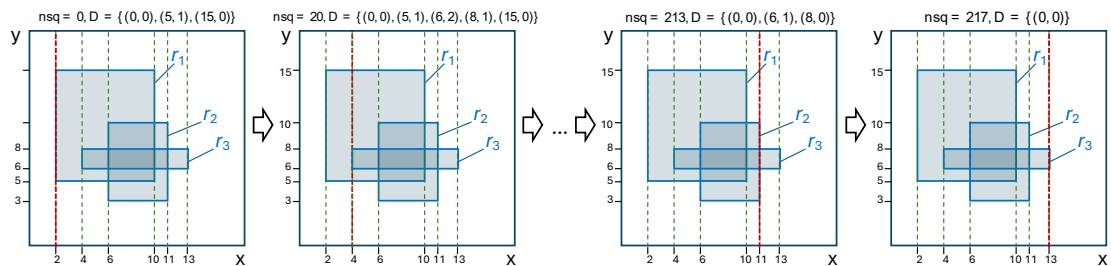 nsq = 0, D = {(0, 0), (5, 1), (15, 0)}
y
15
8
6
5
3
2
4
6
10
11
13
x
r1
r2
r3
nsq = 20, D = {(0, 0), (5, 1), (6, 2), (8, 1), (15, 0)}
y
15
10
8
6
5
3
2
4
6
10
11
13
x
r1
r2
r3
...
nsq = 213, D = {(0, 0), (6, 1), (8, 0)}
y
15
10
8
6
5
3
2
4
6
10
11
13
x
r1
r2
r3
nsq = 217, D = {(0, 0)}
y
15
10
8
6
5
3
2
4
6
10
11
13
x
r1
r2
r3